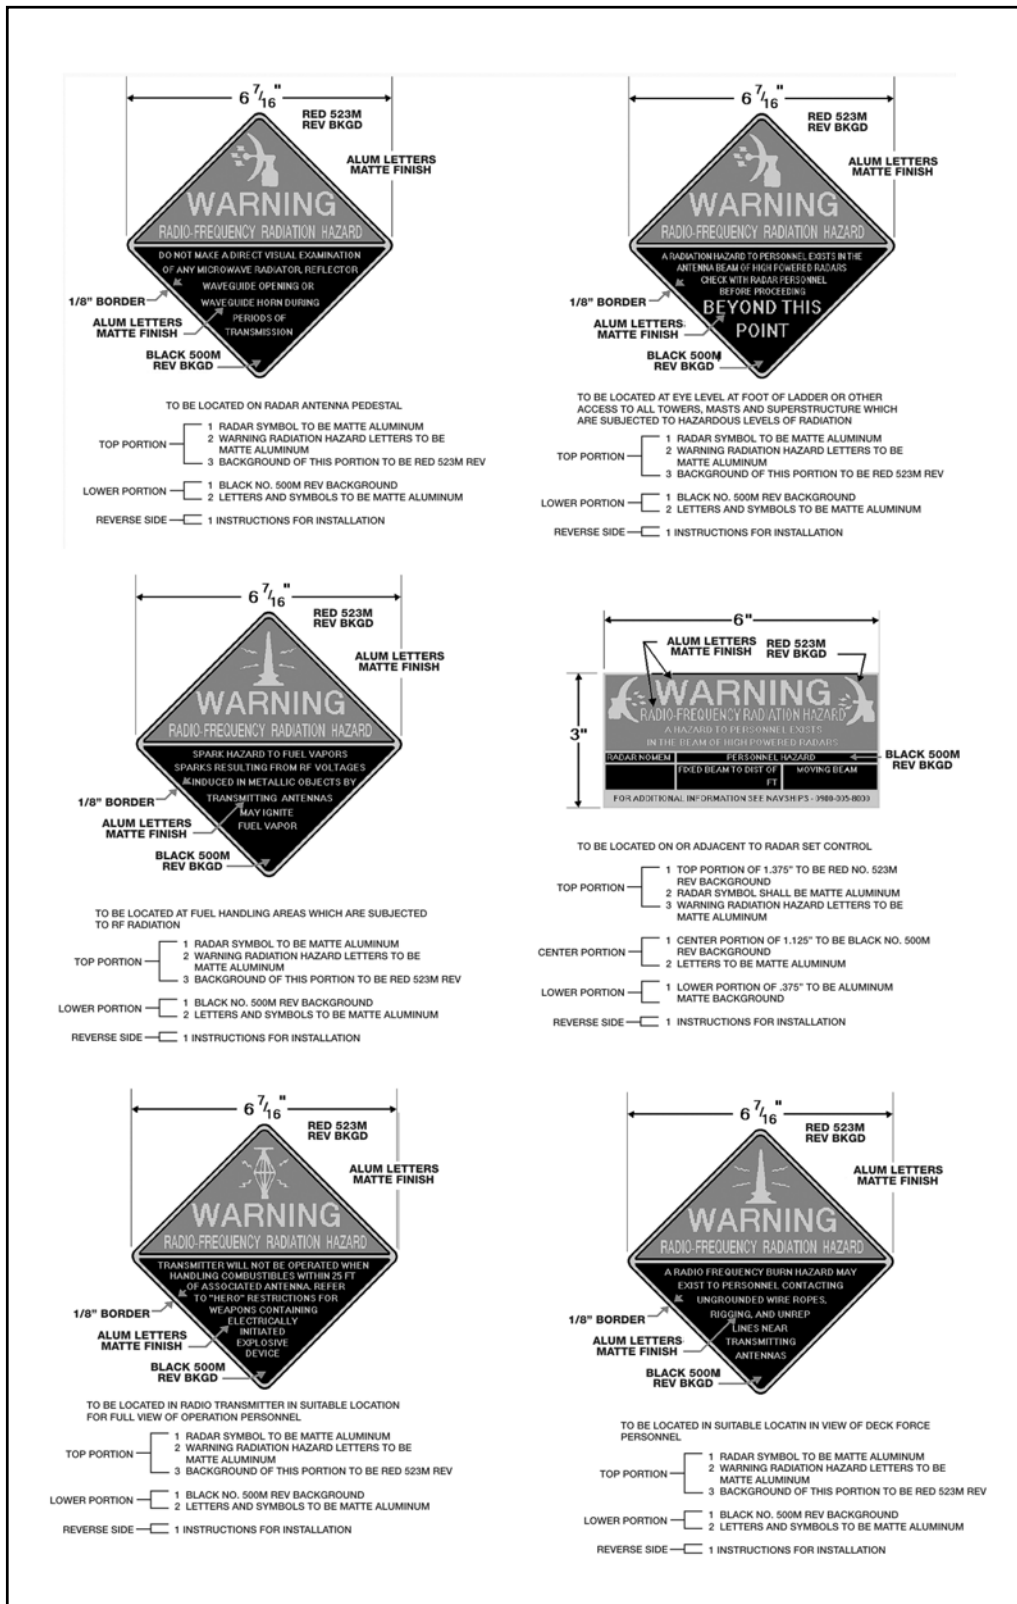 6 7/16"
RED 523M
REV BKGD
ALUM LETTERS
MATTE FINISH
WARNING
RADIO-FREQUENCY RADIATION HAZARD
DO NOT MAKE A DIRECT VISUAL EXAMINATION
OF ANY MICROWAVE RADIATOR, REFLECTOR
WAVEGUIDE OPENING OR
WAVEGUIDE HORN DURING
PERIODS OF
TRANSMISSION
1/8" BORDER
ALUM LETTERS
MATTE FINISH
BLACK 500M
REV BKGD
TO BE LOCATED ON RADAR ANTENNA PEDESTAL
TOP PORTION
1 RADAR SYMBOL TO BE MATTE ALUMINUM
2 WARNING RADIATION HAZARD LETTERS TO BE
MATTE ALUMINUM
3 BACKGROUND OF THIS PORTION TO BE RED 523M REV
LOWER PORTION
1 BLACK NO. 500M REV BACKGROUND
2 LETTERS AND SYMBOLS TO BE MATTE ALUMINUM
REVERSE SIDE
1 INSTRUCTIONS FOR INSTALLATION
6 7/16"
RED 523M
REV BKGD
ALUM LETTERS
MATTE FINISH
WARNING
RADIO-FREQUENCY RADIATION HAZARD
A RADIATION HAZARD TO PERSONNEL EXISTS IN THE
ANTENNA BEAM OF HIGH POWERED RADARS
CHECK WITH RADAR PERSONNEL
BEFORE PROCEEDING
BEYOND THIS
POINT
1/8" BORDER
ALUM LETTERS
MATTE FINISH
BLACK 500M
REV BKGD
TO BE LOCATED AT EYE LEVEL AT FOOT OF LADDER OR OTHER
ACCESS TO ALL TOWERS, MASTS AND SUPERSTRUCTURE WHICH
ARE SUBJECTED TO HAZARDOUS LEVELS OF RADIATION
TOP PORTION
1 RADAR SYMBOL TO BE MATTE ALUMINUM
2 WARNING RADIATION HAZARD LETTERS TO BE
MATTE ALUMINUM
3 BACKGROUND OF THIS PORTION TO BE RED 523M REV
LOWER PORTION
1 BLACK NO. 500M REV BACKGROUND
2 LETTERS AND SYMBOLS TO BE MATTE ALUMINUM
REVERSE SIDE
1 INSTRUCTIONS FOR INSTALLATION
6 7/16"
RED 523M
REV BKGD
ALUM LETTERS
MATTE FINISH
WARNING
RADIO-FREQUENCY RADIATION HAZARD
SPARK HAZARD TO FUEL VAPORS
SPARKS RESULTING FROM RF VOLTAGES
INDUCED IN METALLIC OBJECTS BY
TRANSMITTING ANTENNAS
MAY IGNITE
FUEL VAPOR
1/8" BORDER
ALUM LETTERS
MATTE FINISH
BLACK 500M
REV BKGD
TO BE LOCATED AT FUEL HANDLING AREAS WHICH ARE SUBJECTED
TO RF RADIATION
TOP PORTION
1 RADAR SYMBOL TO BE MATTE ALUMINUM
2 WARNING RADIATION HAZARD LETTERS TO BE
MATTE ALUMINUM
3 BACKGROUND OF THIS PORTION TO BE RED 523M REV
LOWER PORTION
1 BLACK NO. 500M REV BACKGROUND
2 LETTERS AND SYMBOLS TO BE MATTE ALUMINUM
REVERSE SIDE
1 INSTRUCTIONS FOR INSTALLATION
6"
ALUM LETTERS
MATTE FINISH
RED 523M
REV BKGD
3"
WARNING
RADIO-FREQUENCY RADIATION HAZARD
A HAZARD TO PERSONNEL EXISTS
IN THE BEAM OF HIGH POWERED RADARS
RADAR NOMEN PERSONNEL HAZARD
FIXED BEAM TO DIST OF
FT
MOVING BEAM
FOR ADDITIONAL INFORMATION SEE NAVSHIPS - 0900-005-8000
BLACK 500M
REV BKGD
TO BE LOCATED ON OR ADJACENT TO RADAR SET CONTROL
TOP PORTION
1 TOP PORTION OF 1.375" TO BE RED NO. 523M
REV BACKGROUND
2 RADAR SYMBOL SHALL BE MATTE ALUMINUM
3 WARNING RADIATION HAZARD LETTERS TO BE
MATTE ALUMINUM
CENTER PORTION
1 CENTER PORTION OF 1.125" TO BE BLACK NO. 500M
REV BACKGROUND
2 LETTERS TO BE MATTE ALUMINUM
LOWER PORTION
1 LOWER PORTION OF .375" TO BE ALUMINUM
MATTE BACKGROUND
REVERSE SIDE
1 INSTRUCTIONS FOR INSTALLATION
6 7/16"
RED 523M
REV BKGD
ALUM LETTERS
MATTE FINISH
WARNING
RADIO-FREQUENCY RADIATION HAZARD
TRANSMITTER WILL NOT BE OPERATED WHEN
HANDLING COMBUSTIBLES WITHIN 25 FT
OF ASSOCIATED ANTENNA. REFER
TO "HERO" RESTRICTIONS FOR
WEAPONS CONTAINING
ELECTRICALLY
INITIATED
EXPLOSIVE
DEVICE
1/8" BORDER
ALUM LETTERS
MATTE FINISH
BLACK 500M
REV BKGD
TO BE LOCATED IN RADIO TRANSMITTER IN SUITABLE LOCATION
FOR FULL VIEW OF OPERATION PERSONNEL
TOP PORTION
1 RADAR SYMBOL TO BE MATTE ALUMINUM
2 WARNING RADIATION HAZARD LETTERS TO BE
MATTE ALUMINUM
3 BACKGROUND OF THIS PORTION TO BE RED 523M REV
LOWER PORTION
1 BLACK NO. 500M REV BACKGROUND
2 LETTERS AND SYMBOLS TO BE MATTE ALUMINUM
REVERSE SIDE
1 INSTRUCTIONS FOR INSTALLATION
6 7/16"
RED 523M
REV BKGD
ALUM LETTERS
MATTE FINISH
WARNING
RADIO-FREQUENCY RADIATION HAZARD
A RADIO FREQUENCY BURN HAZARD MAY
EXIST TO PERSONNEL CONTACTING
UNGROUNDED WIRE ROPES,
RIGGING, AND UNREP
LINES NEAR
TRANSMITTING
ANTENNAS
1/8" BORDER
ALUM LETTERS
MATTE FINISH
BLACK 500M
REV BKGD
TO BE LOCATED IN SUITABLE LOCATIN IN VIEW OF DECK FORCE
PERSONNEL
TOP PORTION
1 RADAR SYMBOL TO BE MATTE ALUMINUM
2 WARNING RADIATION HAZARD LETTERS TO BE
MATTE ALUMINUM
3 BACKGROUND OF THIS PORTION TO BE RED 523M REV
LOWER PORTION
1 BLACK NO. 500M REV BACKGROUND
2 LETTERS AND SYMBOLS TO BE MATTE ALUMINUM
REVERSE SIDE
1 INSTRUCTIONS FOR INSTALLATION